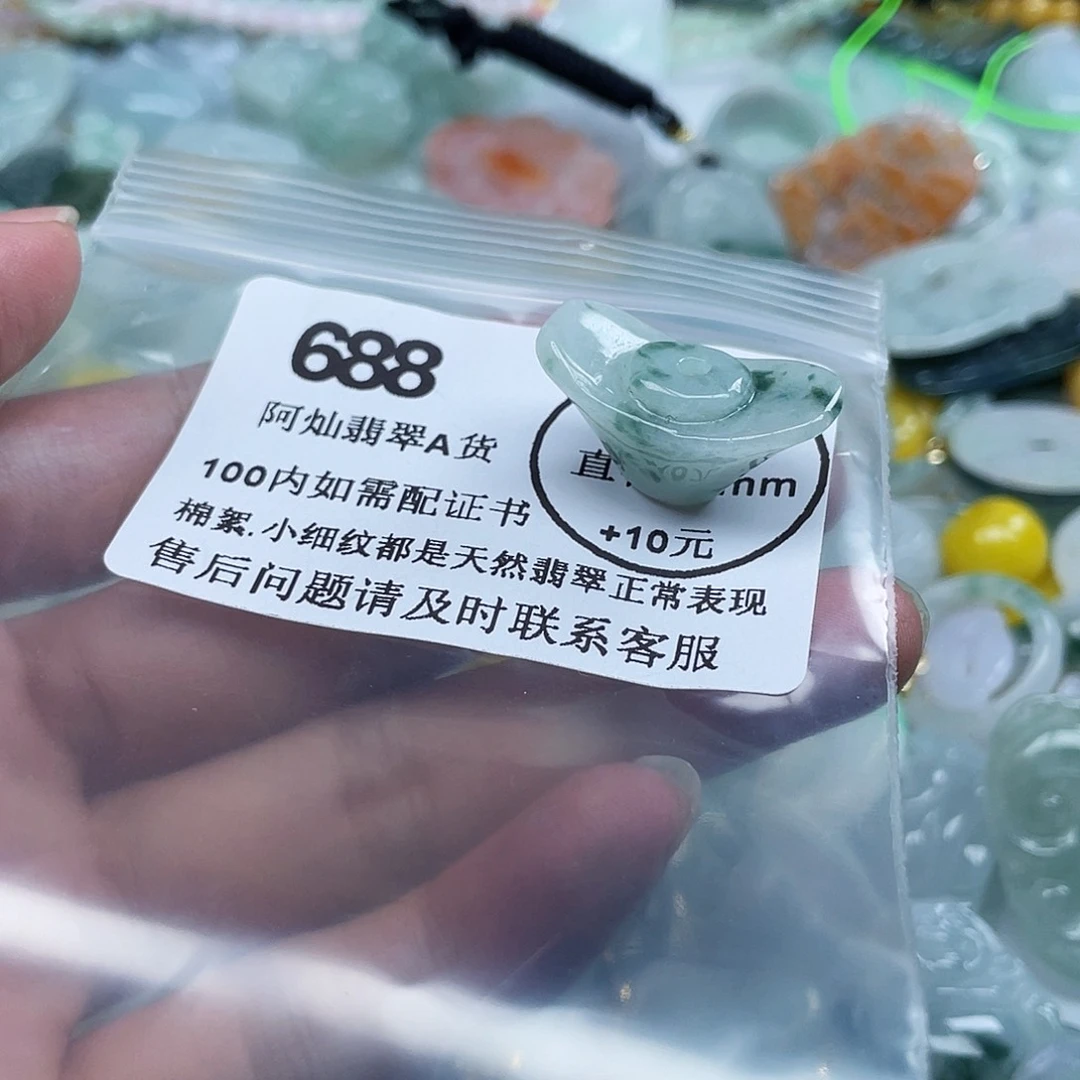 688
阿灿翡翠A货
100内如需配证书
+10元
棉絮.小细纹都是天然翡翠正常表现
售后问题请及时联系客服
直
mm